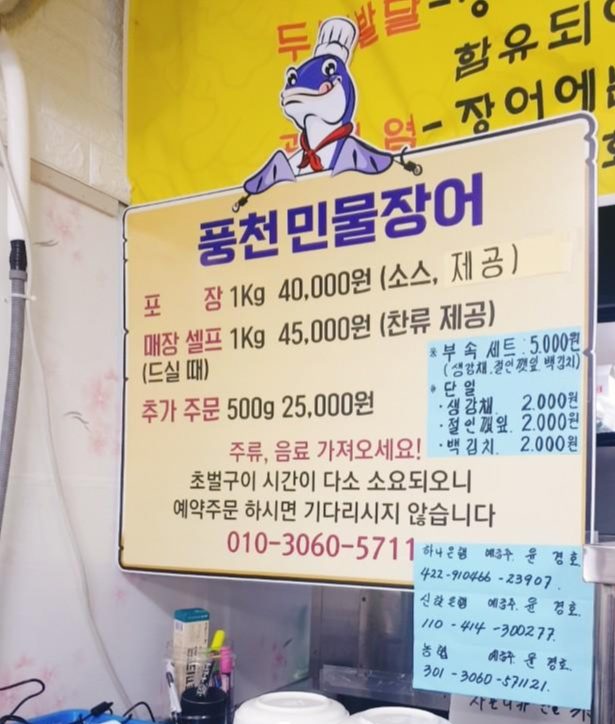 함유되
장어에
풍천민물장어
포 장 1Kg 40,000원 (소스, 제공)
매장 셀프 1Kg 45,000원 (찬류 제공)
(드실 때)
추가 주문 500g 25,000원
※ 부속 세트 : 5.000원
(생강채.절인깻잎.백김치)
※ 단일
· 생강채. 2.000원
· 절인깻잎. 2.000원
· 백김치. 2.000원
주류, 음료 가져오세요!
초벌구이 시간이 다소 소요되오니
예약주문 하시면 기다리시지 않습니다
010-3060-5711
하나은행 예금주. 윤경호.
422-910466-23907.
신한은행 예금주. 윤경호.
110-414-300277.
농협 예금주. 윤경호.
301-3060-571121.